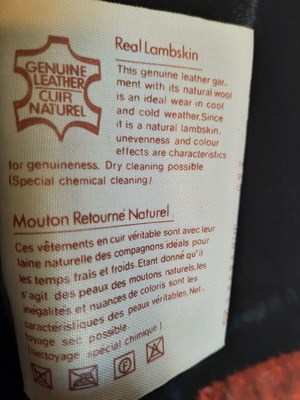 GENUINE
LEATHER
CUIR
NATUREL
Real Lambskin
This genuine leather gar-
ment with its natural wool
is an ideal wear in cool
and cold weather. Since
it is a natural lambskin,
unevenness and colour
effects are characteristics
for genuineness. Dry cleaning possible
(Special chemical cleaning)
Mouton Retourné Naturel
Ces vêtements en cuir véritable sont avec leur
laine naturelle des compagnons idéals pour
les temps frais et froids. Etant donné qu'il
s'agit des peaux des moutons naturels, les
inégalités et nuances de coloris sont les
caractéristiques des peaux véritables. Net-
toyage sec possible
(Nettoyage spécial chimique)
P